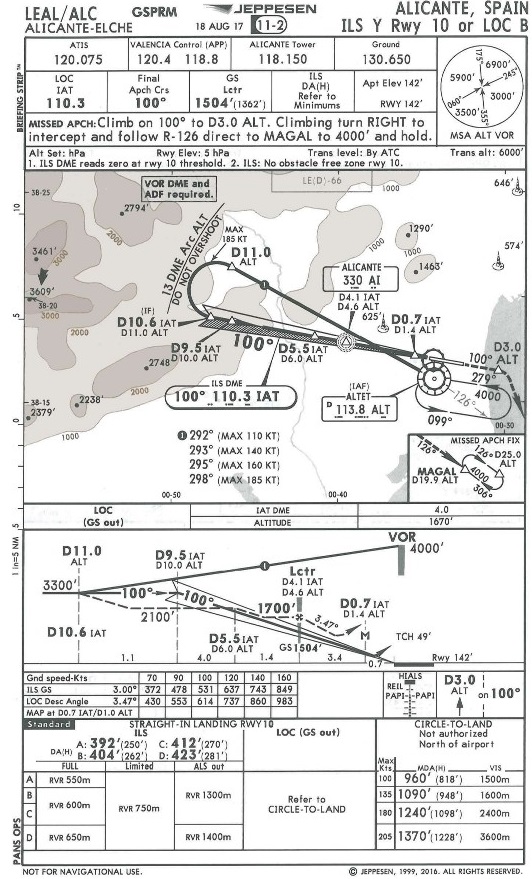 LEAL/ALC GSPRM JEPPESEN ALICANTE, SPAIN
ALICANTE-ELCHE 18 AUG 17 11-2 ILS Y Rwy 10 or LOC B
BRIEFING STRIP™
ATIS VALENCIA Control (APP) ALICANTE Tower Ground
120.075 120.4 118.8 118.150 130.650
LOC Final GS ILS
IAT Apch Crs Lctr DA(H) Apt Elev 142'
110.3 100° 1504'(1362') Refer to Minimums RWY 142'
MISSED APCH: Climb on 100° to D3.0 ALT. Climbing turn RIGHT to
intercept and follow R-126 direct to MAGAL to 4000' and hold.
175°
6900'
5900'
245°
060°
3500'
355°
MSA ALT VOR
Alt Set: hPa Rwy Elev: 5 hPa Trans level: By ATC Trans alt: 6000'
1. ILS DME reads zero at rwy 10 threshold. 2. ILS: No obstacle free zone rwy 10.
VOR DME and
ADF required.
LE(D)-66
1000
646'
38-25
2794'
2000
10
MAX
185 KT
13 DME Arc ALT
DO NOT OVERSHOOT
D11.0
ALT
1290'
1000
574'
3461'
3000
1463'
1000
ALICANTE
330 AI
3609'
38-20
3000
2000
D4.1 IAT
D4.6 ALT
625'
(IF)
D10.6 IAT
D11.0 ALT
D0.7 IAT
D1.4 ALT
5
D9.5 IAT
D10.0 ALT
100°
D5.5 IAT
D6.0 ALT
D3.0
ALT
100°
279°
2748'
ILS DME
100° 110.3 IAT
(IAF)
ALTET
D 113.8 ALT
4000
126°
099°
38-15
2379'
2238'
0
00-30
1000
292° (MAX 110 KT)
293° (MAX 140 KT)
295° (MAX 160 KT)
298° (MAX 185 KT)
MISSED APCH FIX
126°
126° D25.0
ALT
4000
306°
MAGAL
D19.9 ALT
00-50 00-40
5
LOC IAT DME 4.0
(GS out) ALTITUDE 1670'
1 in=5 NM
VOR
4000'
D11.0
ALT
D9.5 IAT
D10.0 ALT
Lctr
D4.1 IAT
D4.6 ALT
3300'
100°
100°
1700'
D0.7 IAT
D1.4 ALT
2100'
3.47°
M
D10.6 IAT
D5.5 IAT
D6.0 ALT
GS1504'
TCH 49'
1.1 4.0 1.4 3.4 0.7
Rwy 142'
Gnd speed-Kts 70 90 100 120 140 160
ILS GS 3.00° 372 478 531 637 743 849
LOC Desc Angle 3.47° 430 553 614 737 860 983
MAP at D0.7 IAT/D1.0 ALT
HIALS
REIL
PAPI PAPI
D3.0
ALT
on 100°
Standard STRAIGHT-IN LANDING RWY10 CIRCLE-TO-LAND
ILS LOC (GS out) Not authorized
North of airport
DA(H) A: 392'(250') C: 412'(270')
B: 404'(262') D: 423'(281')
FULL Limited ALS out
Max
Kts MDA(H) VIS
A RVR 550m 100 960' (818') 1500m
B RVR 600m RVR 750m RVR 1300m Refer to 135 1090' (948') 1600m
C CIRCLE-TO-LAND 180 1240'(1098') 2400m
D RVR 650m RVR 1400m 205 1370'(1228') 3600m
PANS OPS
NOT FOR NAVIGATIONAL USE. © JEPPESEN, 1999, 2016. ALL RIGHTS RESERVED.